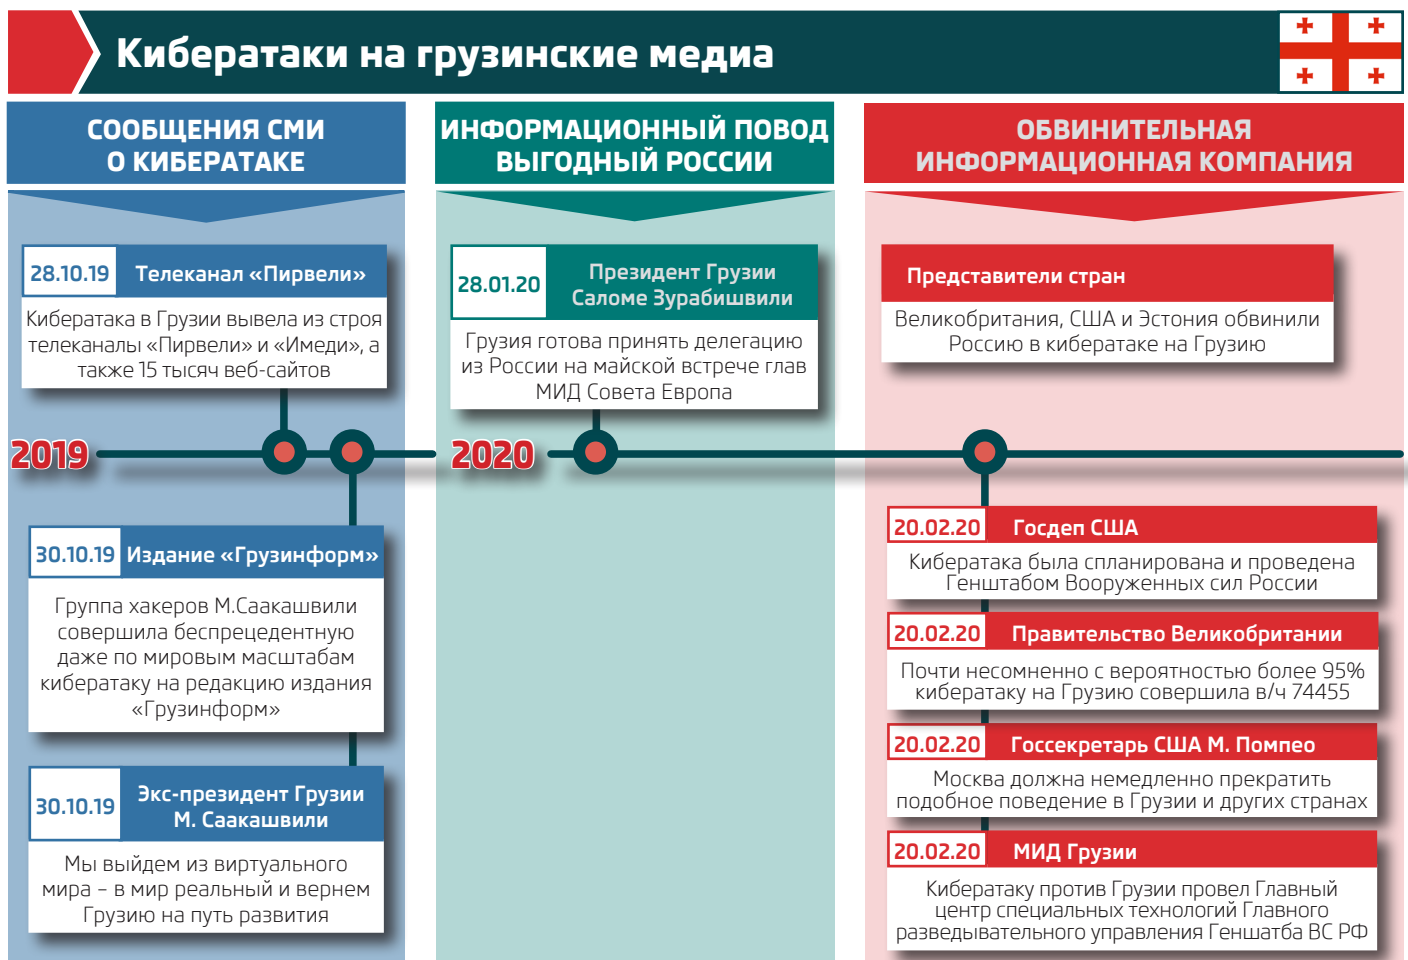 Кибератаки на грузинские медиа
СООБЩЕНИЯ СМИ
О КИБЕРАТАКЕ
28.10.19
Телеканал «Пирвели»
Кибератака в Грузии вывела из строя
телеканалы «Пирвели» и «Имеди», а
также 15 тысяч веб-сайтов
2019
30.10.19
Издание «Грузинформ»
Группа хакеров М.Саакашвили
совершила беспрецедентную
даже по мировым масштабам
кибератаку на редакцию издания
«Грузинформ»
30.10.19
Экс-президент Грузии
М. Саакашвили
Мы выйдем из виртуального
мира – в мир реальный и вернем
Грузию на путь развития
ИНФОРМАЦИОННЫЙ ПОВОД
ВЫГОДНЫЙ РОССИИ
28.01.20
Президент Грузии
Саломе Зурабишвили
Грузия готова принять делегацию
из России на майской встрече глав
МИД Совета Европа
2020
ОБВИНИТЕЛЬНАЯ
ИНФОРМАЦИОННАЯ КОМПАНИЯ
Представители стран
Великобритания, США и Эстония обвинили
Россию в кибератаке на Грузию
20.02.20
Госдеп США
Кибератака была спланирована и проведена
Генштабом Вооруженных сил России
20.02.20
Правительство Великобритании
Почти несомненно с вероятностью более 95%
кибератаку на Грузию совершила в/ч 74455
20.02.20
Госсекретарь США М. Помпео
Москва должна немедленно прекратить
подобное поведение в Грузии и других странах
20.02.20
МИД Грузии
Кибератаку против Грузии провел Главный
центр специальных технологий Главного
разведывательного управления Геншатба ВС РФ